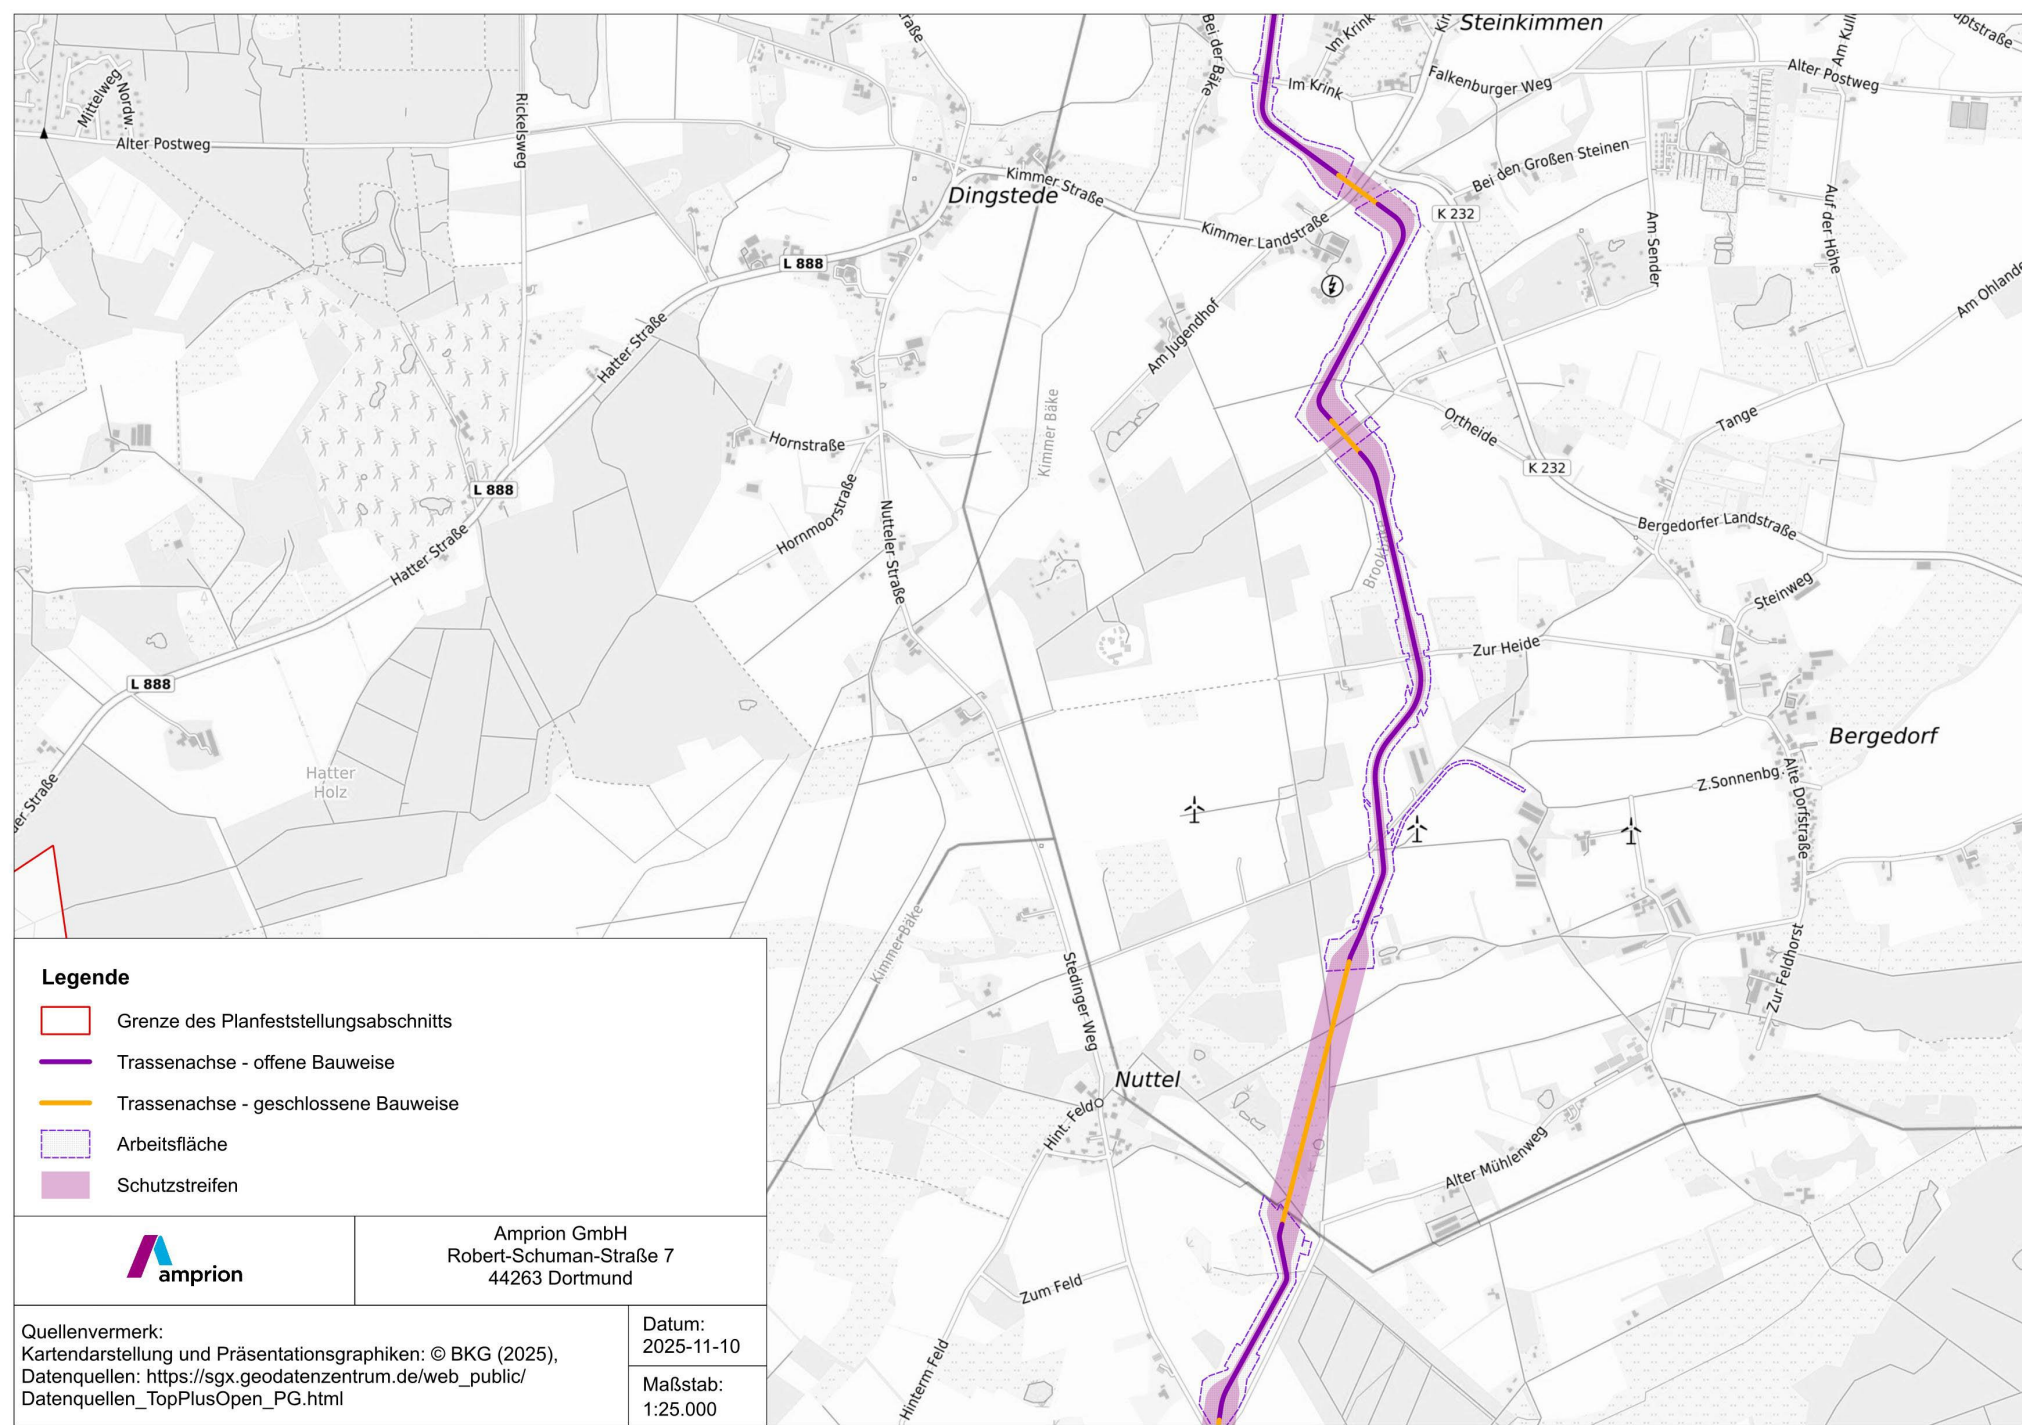 Steinkimmen
Bei der Bäke
Im Krink
Im Krink
Falkenburger Weg
Alter Postweg
Mittelweg
Nordw.
Alter Postweg
Rickelsweg
Kimmer Straße
Dingstede
Bei den Großen Steinen
K 232
Kimmer Landstraße
Am Sender
Auf der Höhe
L 888
Hatter Straße
Am Jugendhof
Kimmer Bäke
Ortheide
Tange
Hornstraße
K 232
L 888
Hornmoorstraße
Nutteler Straße
Bergedorfer Landstraße
Hatter Straße
Steinweg
Zur Heide
L 888
Bergedorf
Hatter
Holz
Z.Sonnenbg.
Alte Dorfstraße
Kimmer Bäke
Stedinger Weg
Zur Feldhorst
Nuttel
Hint. Feld
Alter Mühlenweg
Zum Feld
Hinterm Feld
Legende
Grenze des Planfeststellungsabschnitts
Trassenachse - offene Bauweise
Trassenachse - geschlossene Bauweise
Arbeitsfläche
Schutzstreifen
amprion
Amprion GmbH
Robert-Schuman-Straße 7
44263 Dortmund
Quellenvermerk:
Kartendarstellung und Präsentationsgraphiken: © BKG (2025),
Datenquellen: https://sgx.geodatenzentrum.de/web_public/
Datenquellen_TopPlusOpen_PG.html
Datum:
2025-11-10
Maßstab:
1:25.000